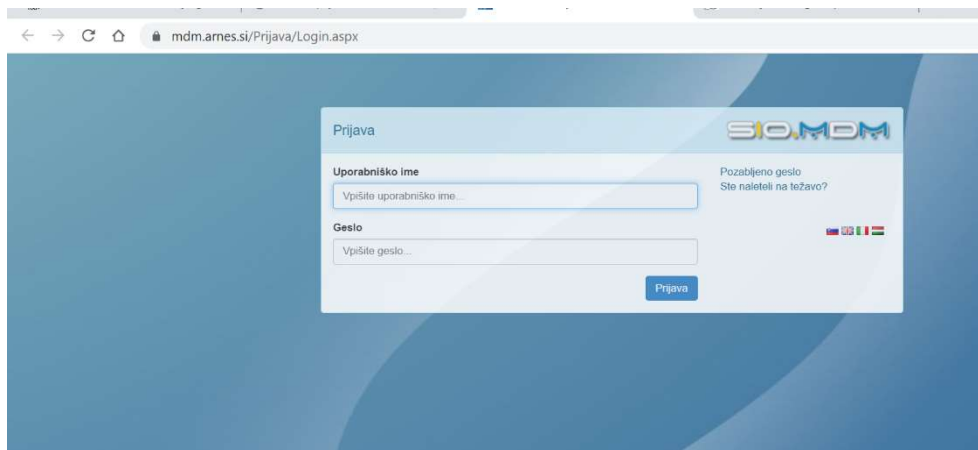 mdm.arnes.si/Prijava/Login.aspx
Prijava
SIO.MDM
Uporabniško ime
Vpišite uporabniško ime...
Pozabljeno geslo
Ste naleteli na težavo?
Geslo
Vpišite geslo...
Prijava